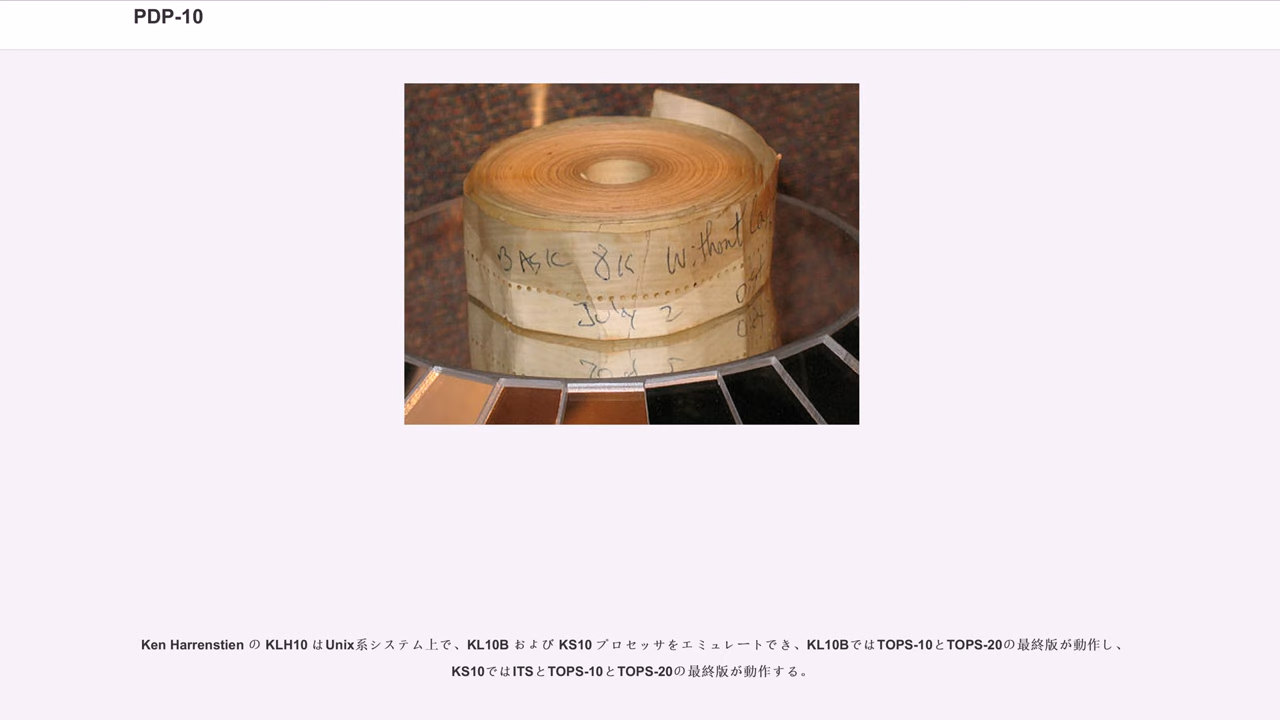 PDP-10
BASIC 8K Without
July 2
Ken Harrenstien の KLH10 はUnix系システム上で、KL10B および KS10 プロセッサをエミュレートでき、KL10BではTOPS-10とTOPS-20の最終版が動作し、
KS10ではITSとTOPS-10とTOPS-20の最終版が動作する。